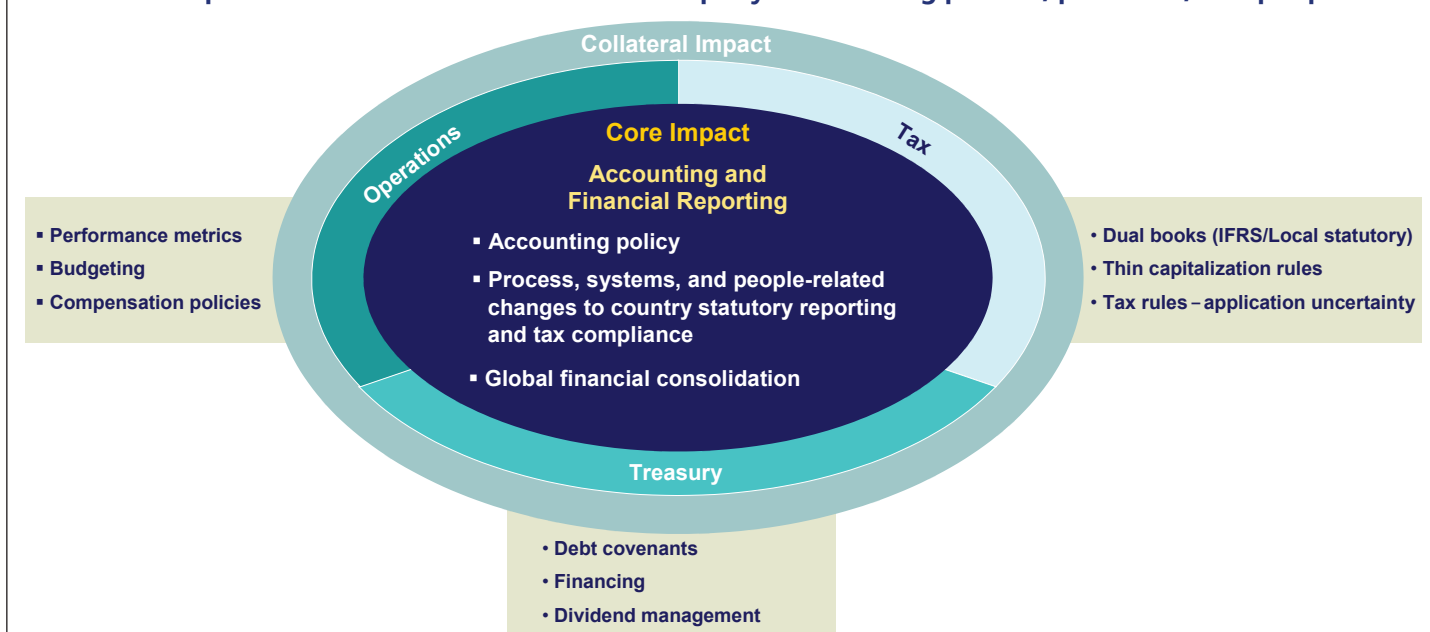 Collateral Impact
Operations
Tax
Core Impact
Accounting and
Financial Reporting
▪ Accounting policy
▪ Process, systems, and people-related
changes to country statutory reporting
and tax compliance
▪ Global financial consolidation
Treasury
▪ Performance metrics
▪ Budgeting
▪ Compensation policies
• Dual books (IFRS/Local statutory)
• Thin capitalization rules
• Tax rules – application uncertainty
• Debt covenants
• Financing
• Dividend management